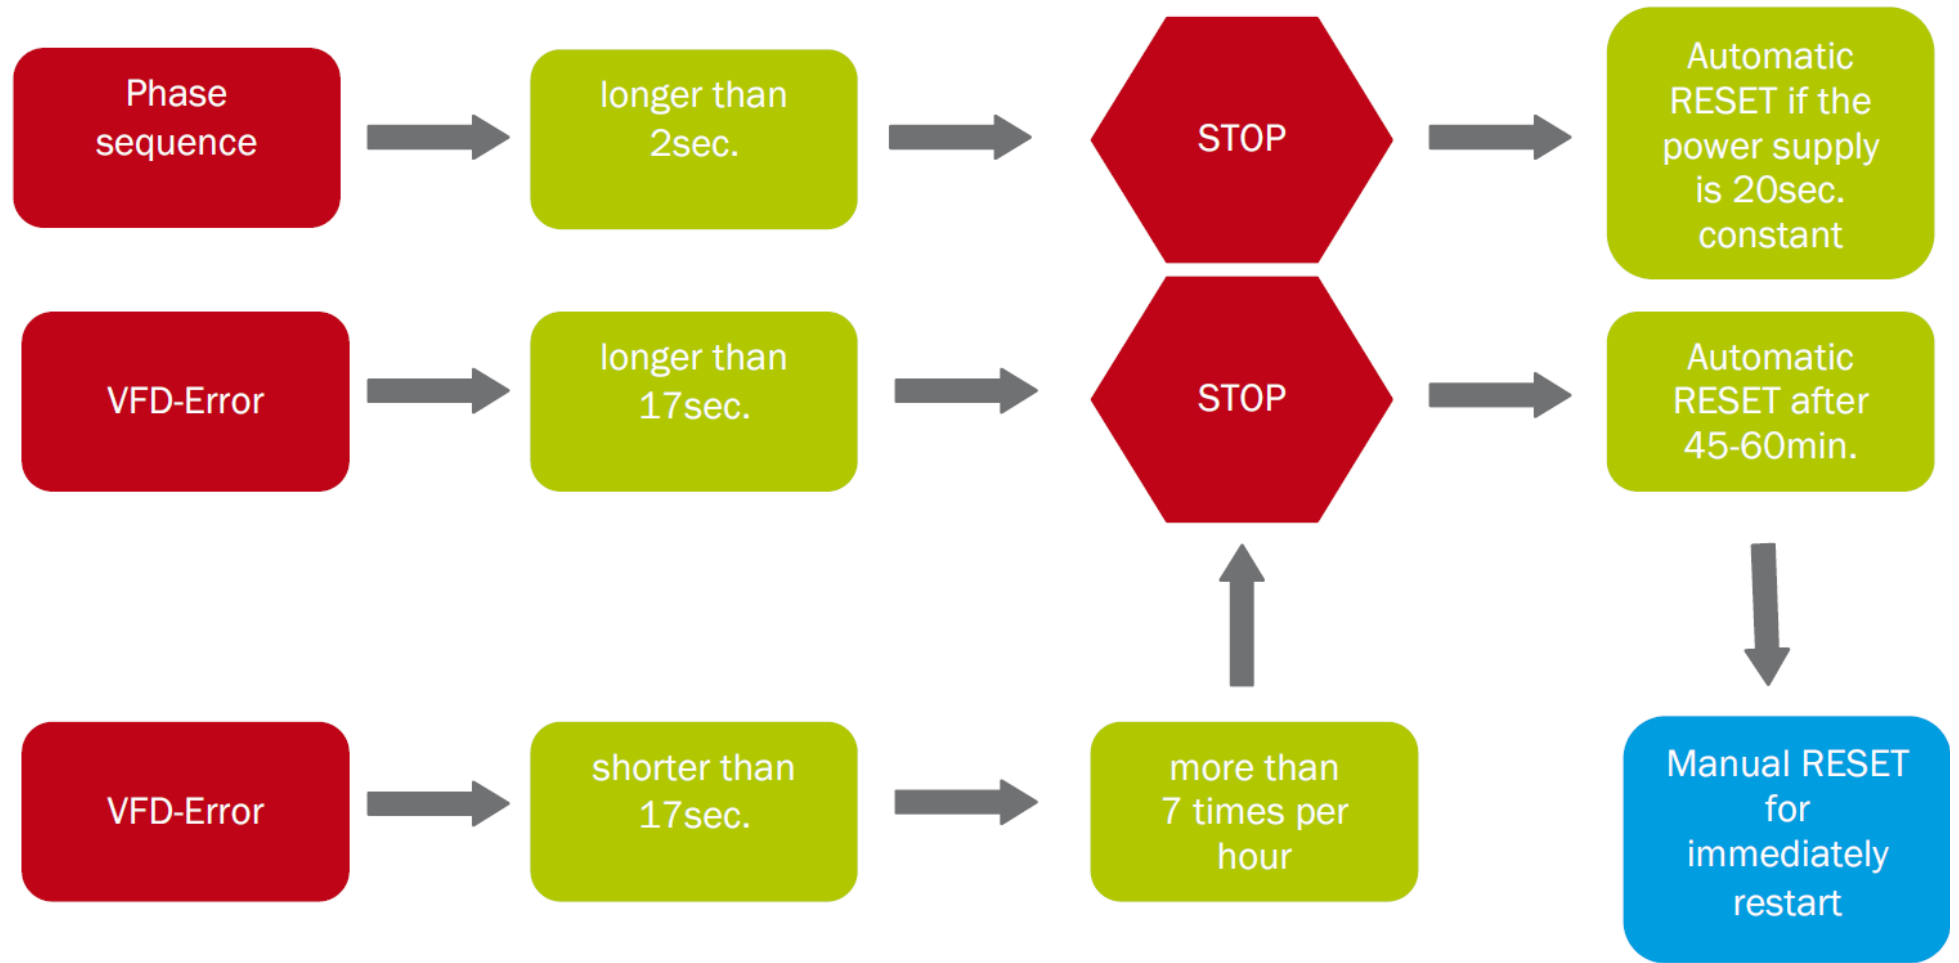 Phase
sequence
longer than
2sec.
STOP
Automatic
RESET if the
power supply
is 20sec.
constant
VFD-Error
longer than
17sec.
STOP
Automatic
RESET after
45-60min.
VFD-Error
shorter than
17sec.
more than
7 times per
hour
Manual RESET
for
immediately
restart